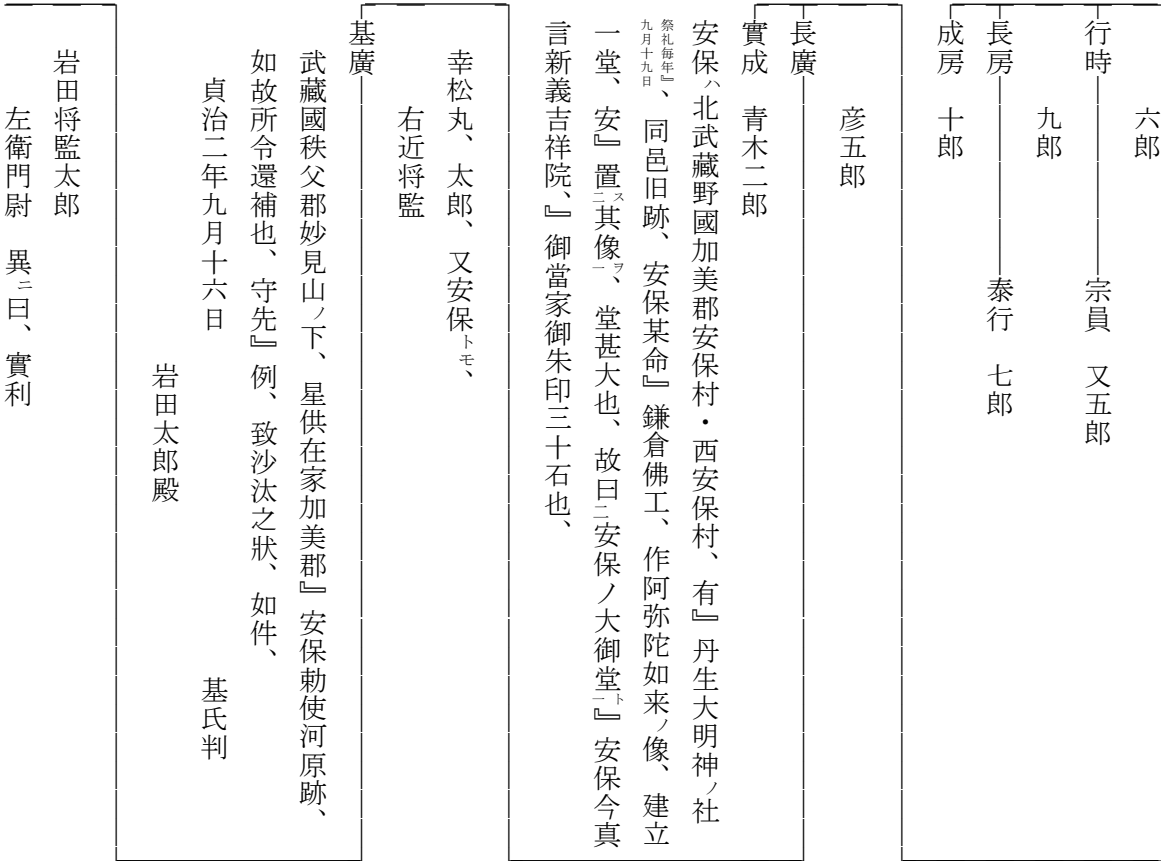 六郎
行時　宗員　又五郎
九郎
長房　泰行　七郎
成房　十郎
彦五郎
長廣
實成　青木二郎
安保ハ北武藏野國加美郡安保村・西安保村、有』丹生大明神ノ社
祭礼毎年』九月十九日、同邑旧跡、安保某命』鎌倉佛工、作阿弥陀如来ノ像、建立
一堂、安』置ス二其像ヲ一、堂甚大也、故曰二安保ノ大御堂ト一』安保今真
言新義吉祥院、』御當家御朱印三十石也、
幸松丸、太郎、又安保トモ、
右近将監
基廣
武藏國秩父郡妙見山ノ下、星供在家加美郡』安保勅使河原跡、
如故所令還補也、守先』例、致沙汰之狀、如件、
貞治二年九月十六日　基氏判
岩田太郎殿
岩田将監太郎
左衛門尉　異ニ曰、實利